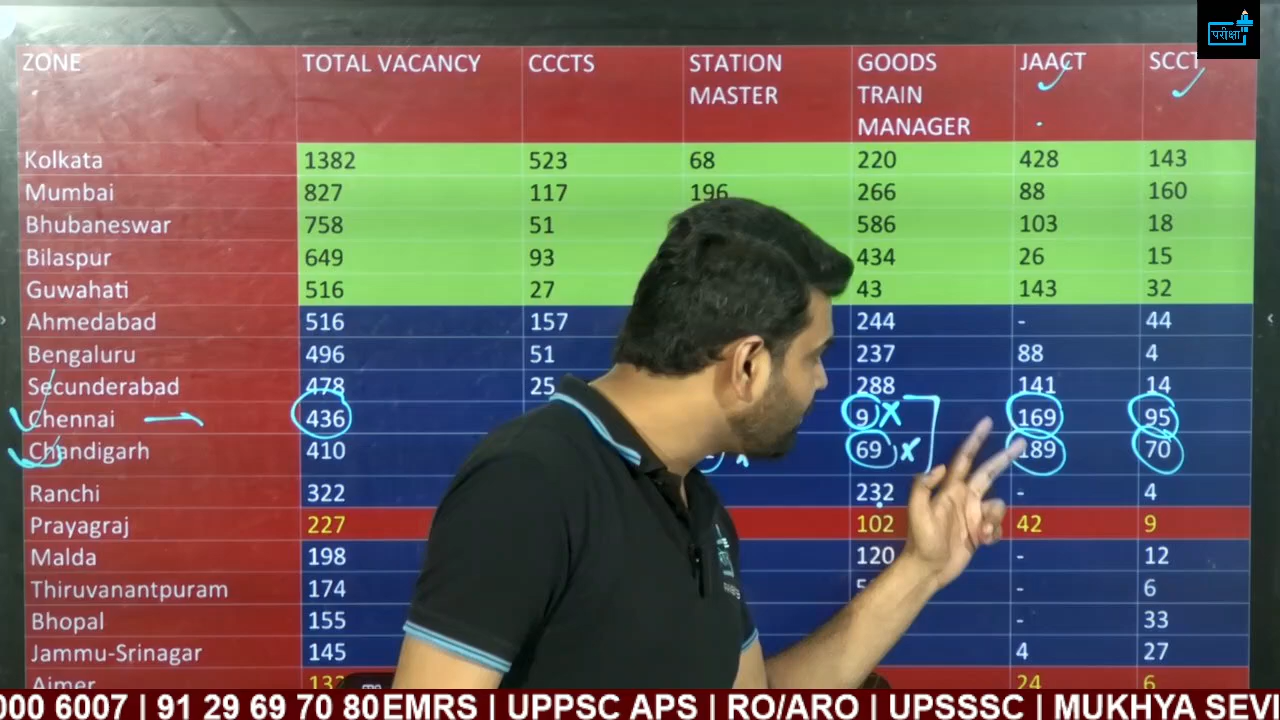 परीक्षा
ZONE TOTAL VACANCY CCCTS STATION MASTER GOODS TRAIN MANAGER JAACT SCCT
Kolkata 1382 523 68 220 428 143
Mumbai 827 117 196 266 88 160
Bhubaneswar 758 51 586 103 18
Bilaspur 649 93 434 26 15
Guwahati 516 27 43 143 32
Ahmedabad 516 157 244 - 44
Bengaluru 496 51 237 88 4
Secunderabad 478 25 288 141 14
Chennai 436 9 x 169 95
Chandigarh 410 69 x 189 70
Ranchi 322 232 - 4
Prayagraj 227 102 42 9
Malda 198 120 - 12
Thiruvanantpuram 174 - 6
Bhopal 155 - 33
Jammu-Srinagar 145 4 27
Ajmer 24 6
000 6007 | 91 29 69 70 80EMRS | UPPSC APS | RO/ARO | UPSSSC | MUKHYA SEVI